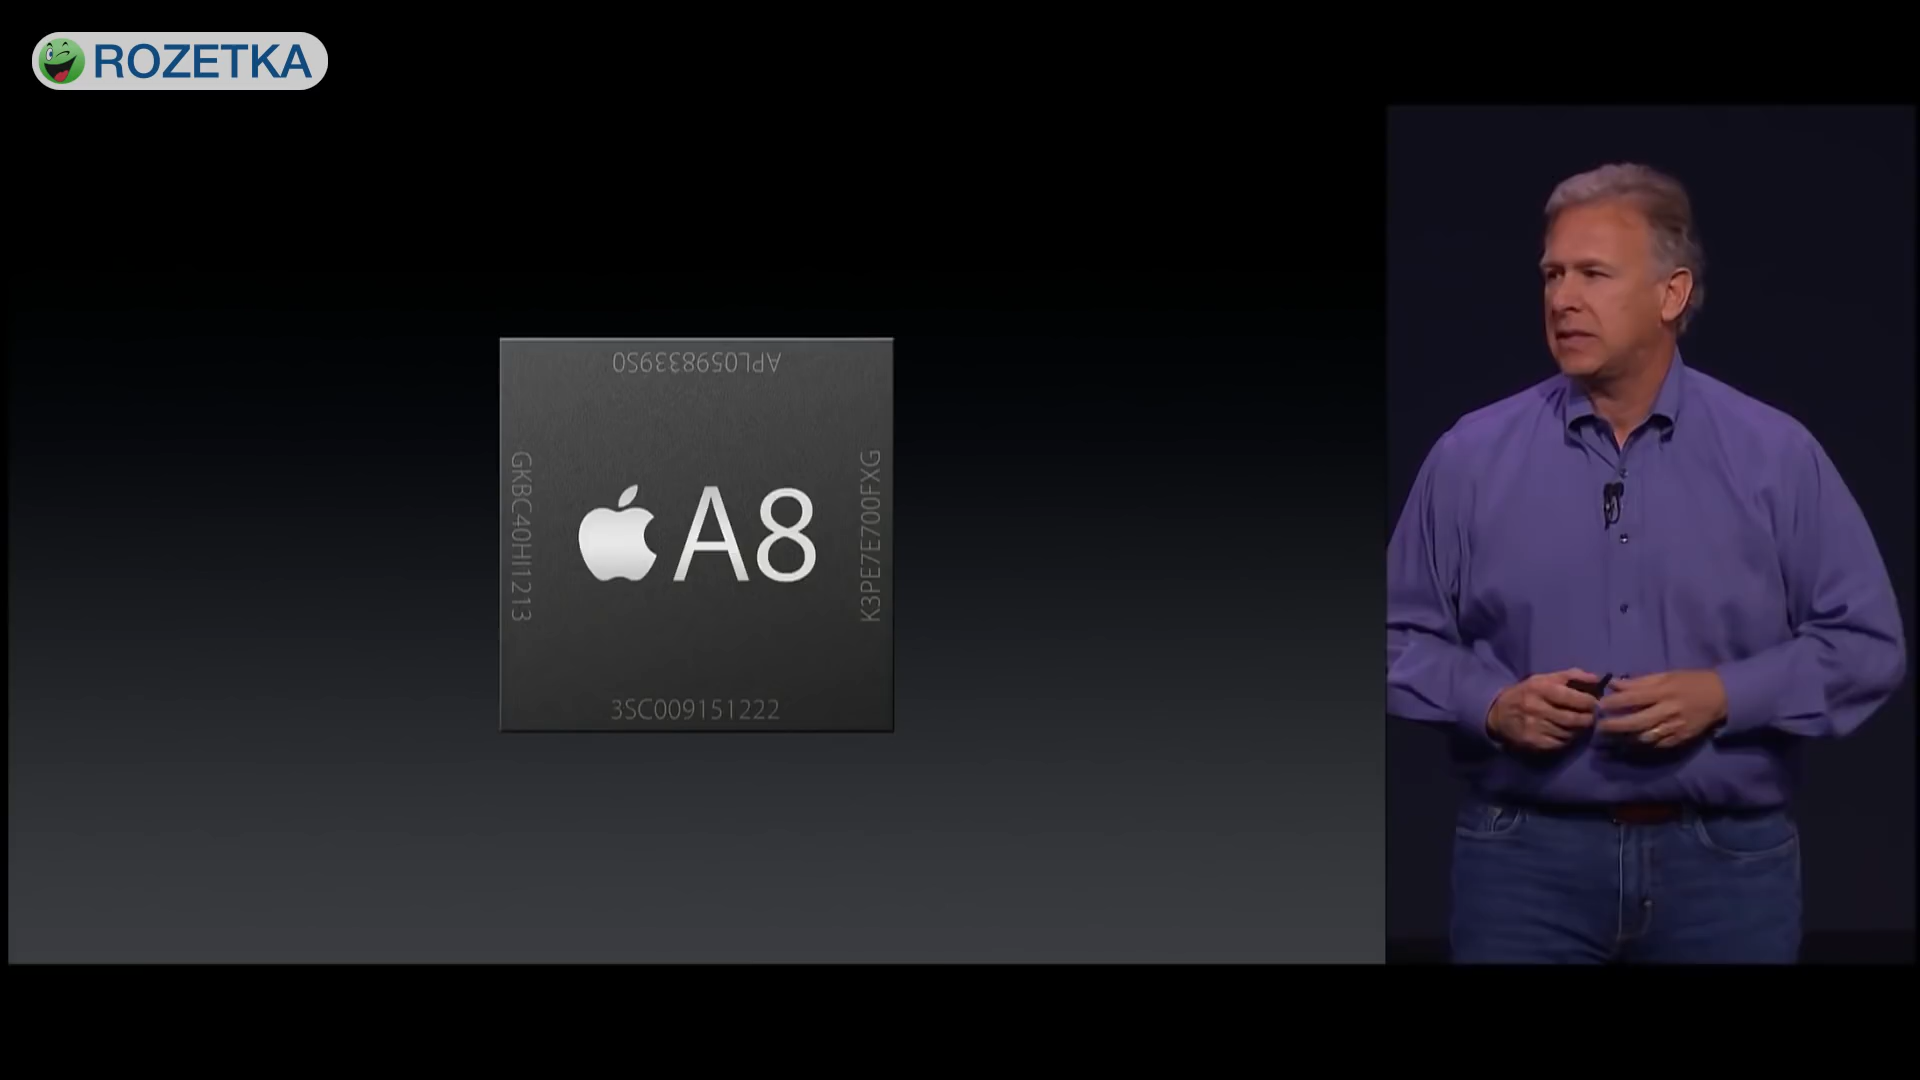 ROZETKA
APL0598339S0
GKBC40HI1213
A8
K3PE7E700FXG
3SC009151222